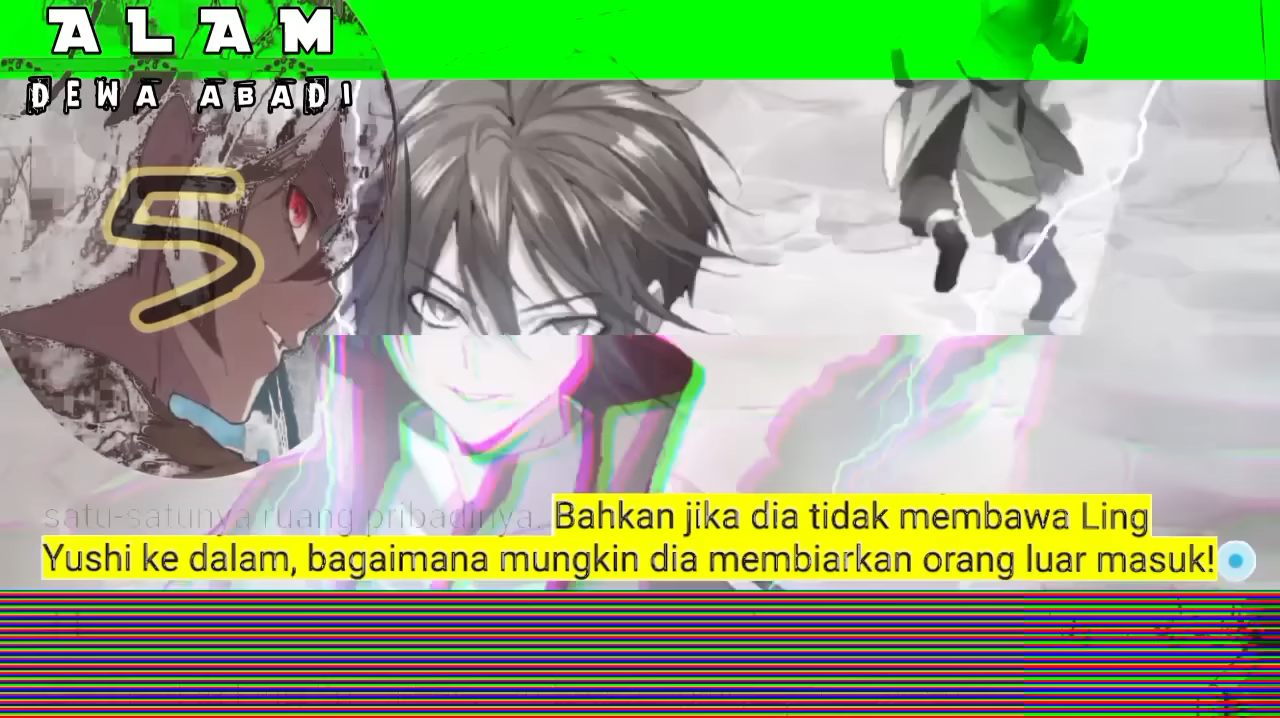 ALAM
DEWA ABADI
5
satu-satunya ruang pribadinya. Bahkan jika dia tidak membawa Ling
Yushi ke dalam, bagaimana mungkin dia membiarkan orang luar masuk!